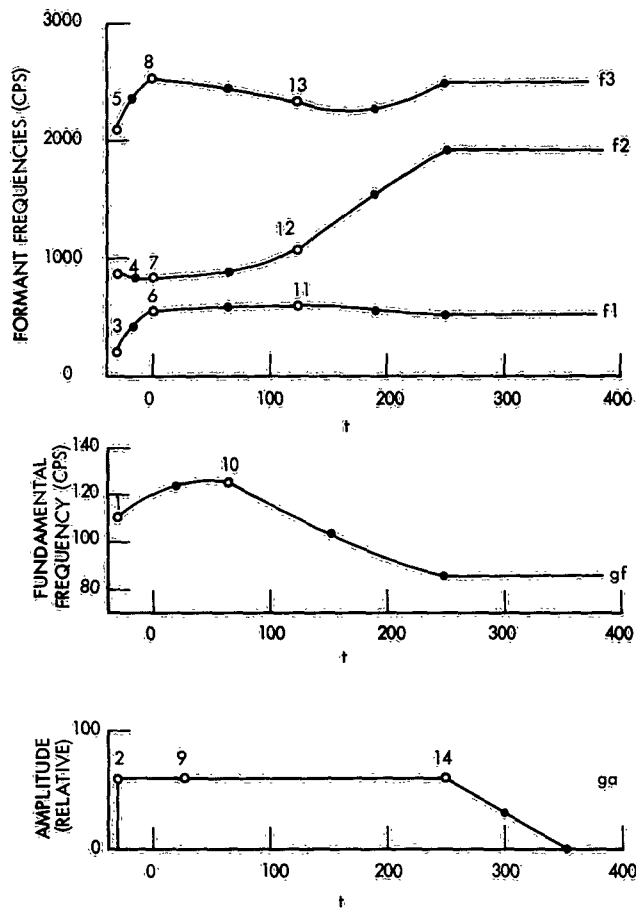 3000
FORMANT FREQUENCIES (CPS)
2000
1000
0
8
5
13
f3
f2
12
4
7
3
6
11
f1
0 100 200 300 400
t
FUNDAMENTAL
FREQUENCY (CPS)
140
120
100
80
1
10
gf
0 100 200 300 400
t
AMPLITUDE
(RELATIVE)
100
0
2
9
14
ga
0 100 200 300 400
t